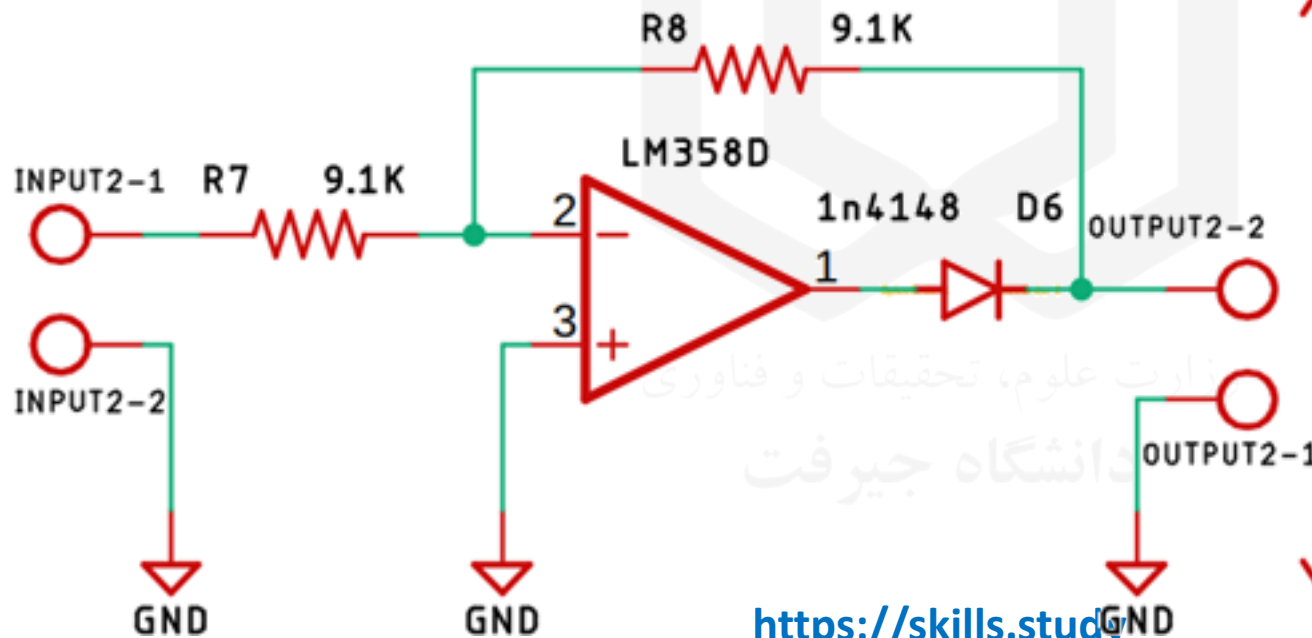 R8 9.1K
LM358D
INPUT2-1 R7 9.1K
2
1n4148 D6
OUTPUT2-2
1
3
INPUT2-2
وزارت علوم، تحقیقات و فناوری
دانشگاه جیرفت
OUTPUT2-1
GND GND GND
https://skills.study